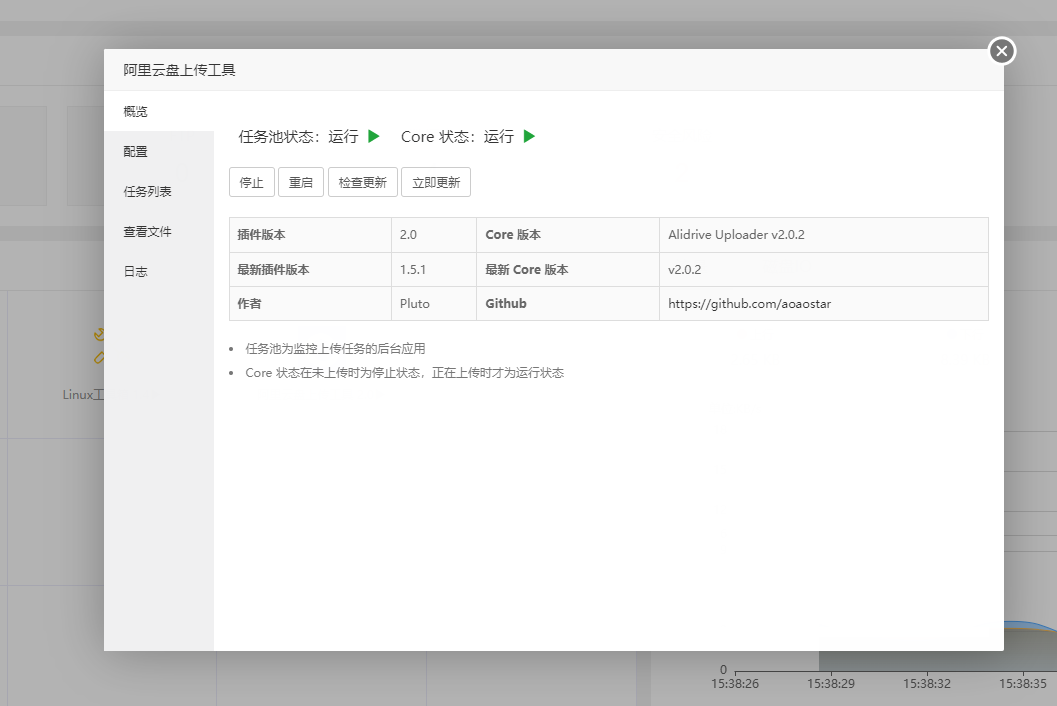 阿里云盘上传工具
概览
配置
任务列表
查看文件
日志
任务池状态：运行 Core 状态：运行
停止 重启 检查更新 立即更新
插件版本 2.0 Core 版本 Alidrive Uploader v2.0.2
最新插件版本 1.5.1 最新 Core 版本 v2.0.2
作者 Pluto Github https://github.com/aoaostar
任务池为监控上传任务的后台应用
Core 状态在未上传时为停止状态，正在上传时才为运行状态
Linux工
0
15:38:26 15:38:29 15:38:32 15:38:35